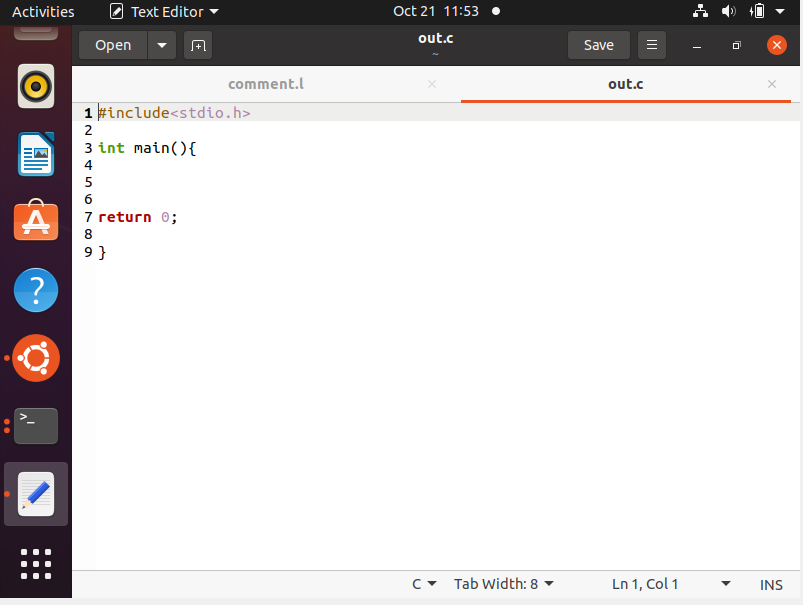 Activities Text Editor Oct 21 11:53
Open out.c Save
~
comment.l out.c
1 #include<stdio.h>
2
3 int main(){
4
5
6
7 return 0;
8
9 }
>_
C Tab Width: 8 Ln 1, Col 1 INS